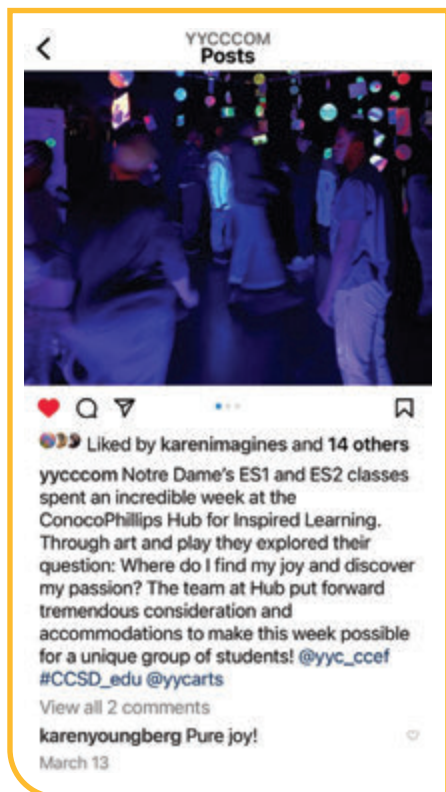 YYCCCOM
Posts
Liked by karenimagines and 14 others
yycccom Notre Dame's ES1 and ES2 classes
spent an incredible week at the
ConocoPhillips Hub for Inspired Learning.
Through art and play they explored their
question: Where do I find my joy and discover
my passion? The team at Hub put forward
tremendous consideration and
accommodations to make this week possible
for a unique group of students! @yyc_ccef
#CCSD_edu @yycarts
View all 2 comments
karenyoungberg Pure joy!
March 13